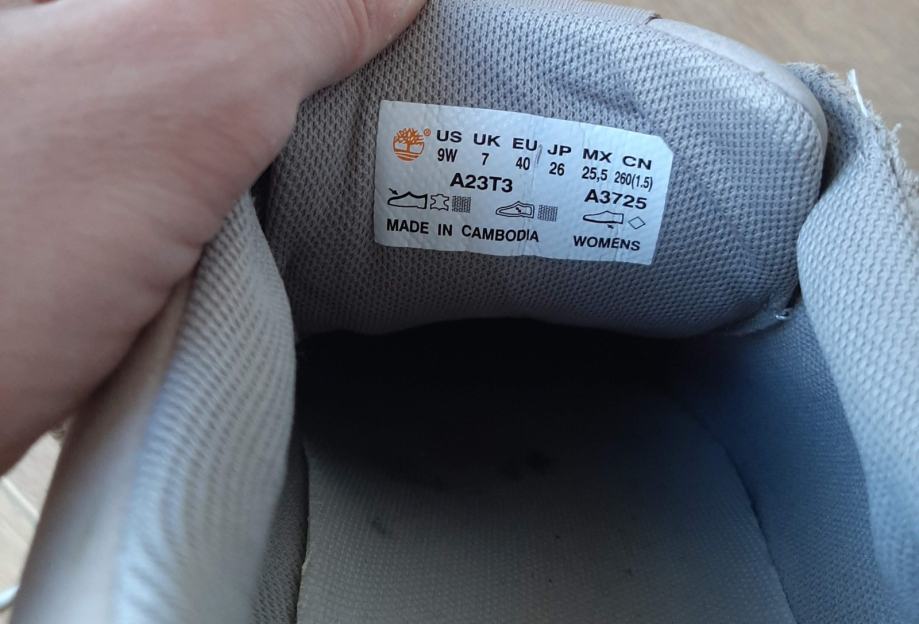 US UK EU JP MX CN
9W 7 40 26 25,5 260(1.5)
A23T3 A3725
MADE IN CAMBODIA WOMENS